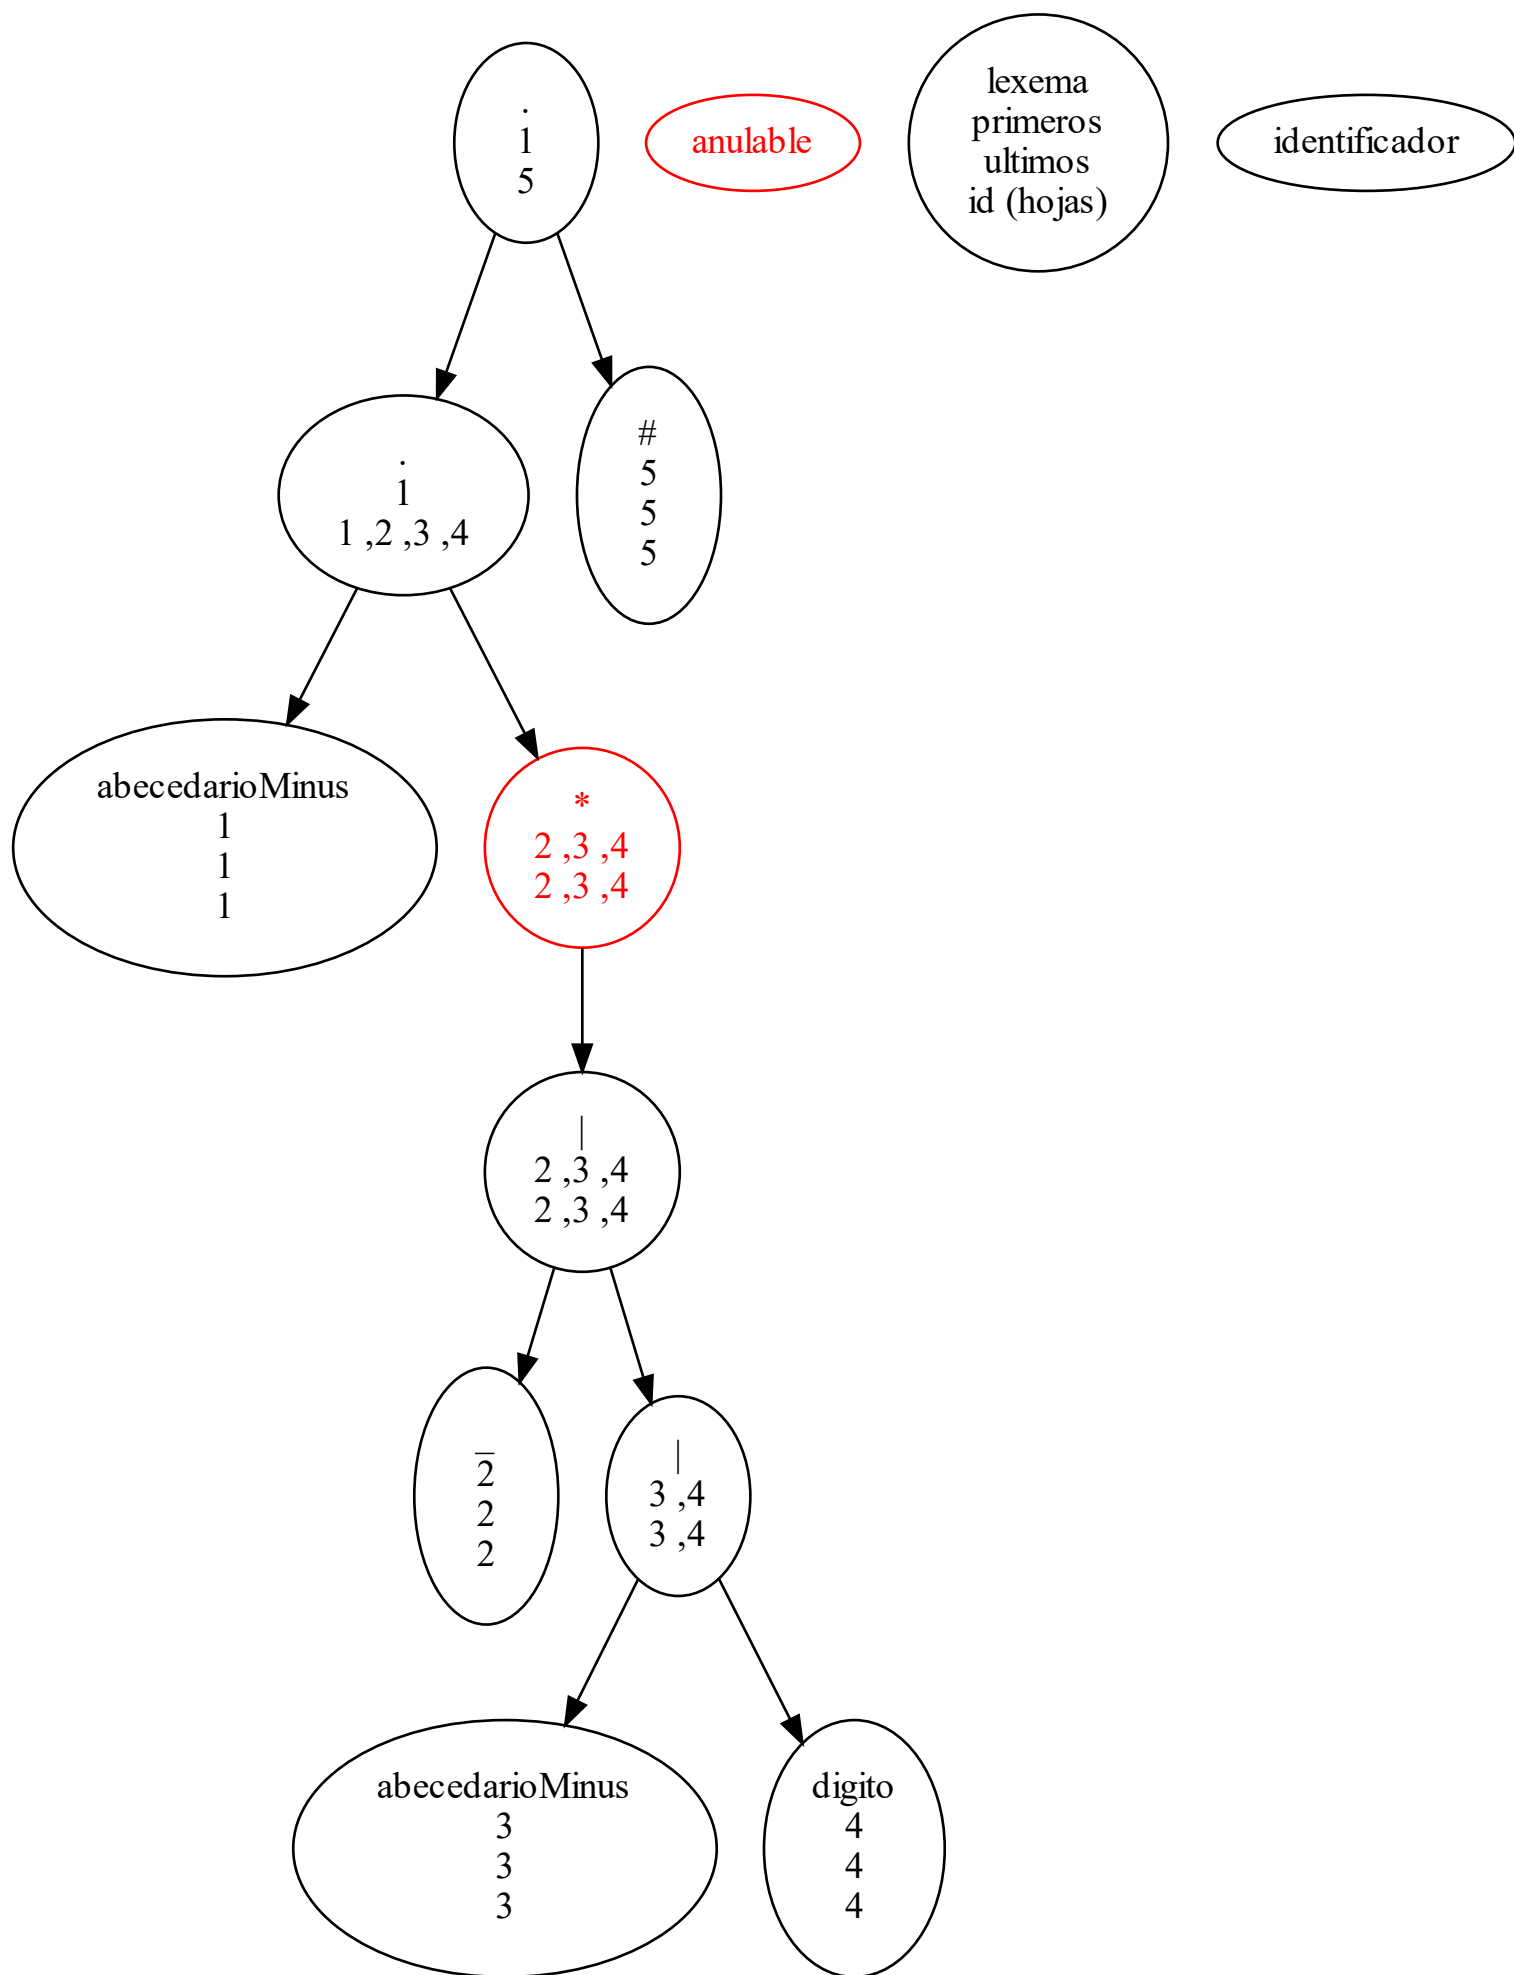 .
1
5
anulable
lexema
primeros
ultimos
id (hojas)
identificador
.
1
1 ,2 ,3 ,4
#
5
5
5
abecedarioMinus
1
1
1
*
2 ,3 ,4
2 ,3 ,4
|
2 ,3 ,4
2 ,3 ,4
_
2
2
2
|
3 ,4
3 ,4
abecedarioMinus
3
3
3
digito
4
4
4